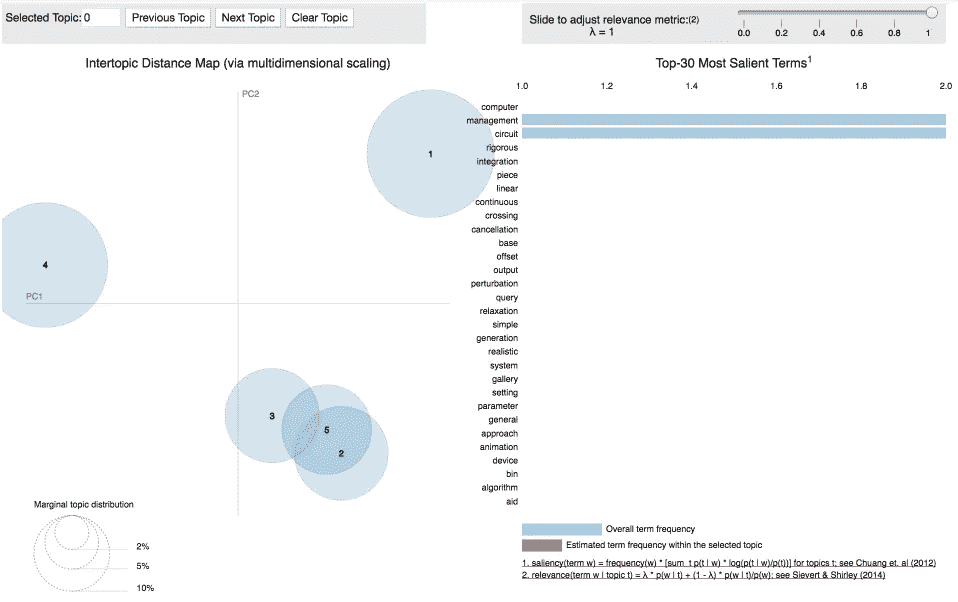 Selected Topic: 0 Previous Topic Next Topic Clear Topic
Slide to adjust relevance metric:(2)
λ = 1
0.0 0.2 0.4 0.6 0.8 1
Intertopic Distance Map (via multidimensional scaling)
PC2
PC1
1
4
3
5
2
Marginal topic distribution
2%
5%
10%
Top-30 Most Salient Terms1
1.0 1.2 1.4 1.6 1.8 2.0
computer
management
circuit
rigorous
integration
piece
linear
continuous
crossing
cancellation
base
offset
output
perturbation
query
relaxation
simple
generation
realistic
system
gallery
setting
parameter
general
approach
animation
device
bin
algorithm
aid
Overall term frequency
Estimated term frequency within the selected topic
1. saliency(term w) = frequency(w) * [sum_t p(t | w) * log(p(t | w)/p(t))] for topics t; see Chuang et. al (2012)
2. relevance(term w | topic t) = λ * p(w | t) + (1 - λ) * p(w | t)/p(w); see Sievert & Shirley (2014)